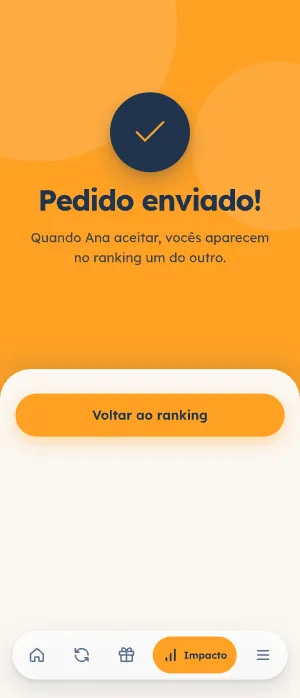 Pedido enviado!
Quando Ana aceitar, vocês aparecem
no ranking um do outro.
Voltar ao ranking
Impacto